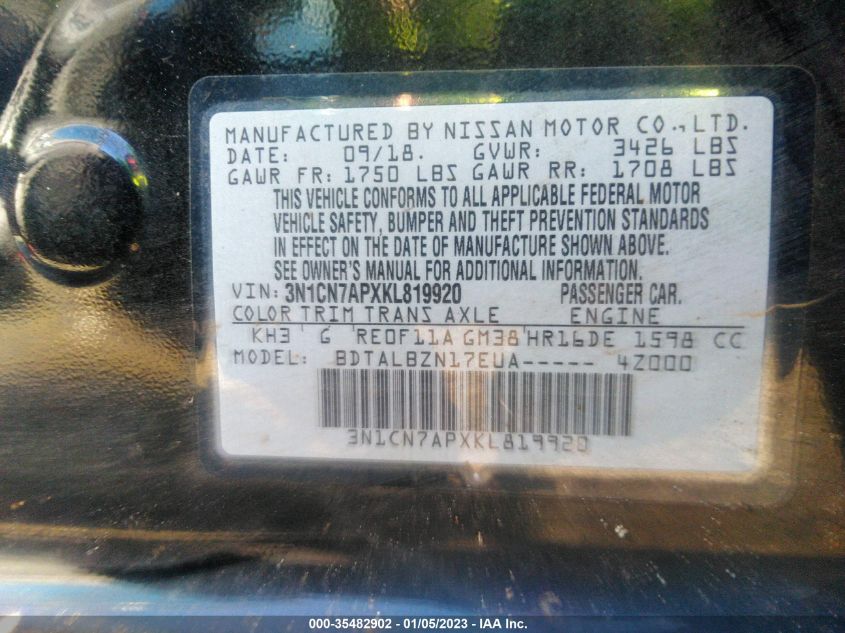 MANUFACTURED BY NISSAN MOTOR CO., LTD.
DATE: 09/18. GVWR: 3426 LBS
GAWR FR: 1750 LBS GAWR RR: 1708 LBS
THIS VEHICLE CONFORMS TO ALL APPLICABLE FEDERAL MOTOR
VEHICLE SAFETY, BUMPER AND THEFT PREVENTION STANDARDS
IN EFFECT ON THE DATE OF MANUFACTURE SHOWN ABOVE.
SEE OWNER'S MANUAL FOR ADDITIONAL INFORMATION.
VIN: 3N1CN7APXKL819920 PASSENGER CAR.
COLOR TRIM TRANS AXLE ENGINE
KH3 G RE0F11A GM38 HR16DE 1598 CC
MODEL: BDTALBZN17EUA----- 4Z000
3N1CN7APXKL819920
000-35482902 - 01/05/2023 - IAA Inc.